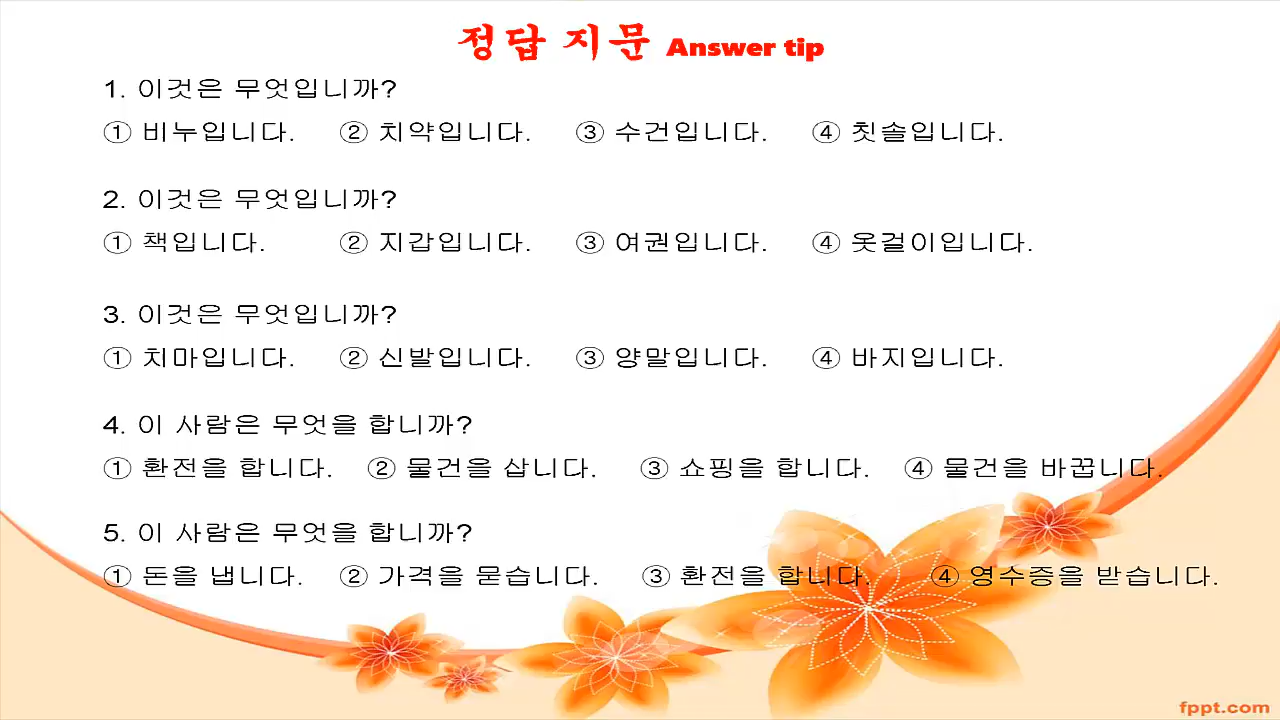 정답 지문 Answer tip
1. 이것은 무엇입니까?
① 비누입니다. ② 치약입니다. ③ 수건입니다. ④ 칫솔입니다.
2. 이것은 무엇입니까?
① 책입니다. ② 지갑입니다. ③ 여권입니다. ④ 옷걸이입니다.
3. 이것은 무엇입니까?
① 치마입니다. ② 신발입니다. ③ 양말입니다. ④ 바지입니다.
4. 이 사람은 무엇을 합니까?
① 환전을 합니다. ② 물건을 삽니다. ③ 쇼핑을 합니다. ④ 물건을 바꿉니다.
5. 이 사람은 무엇을 합니까?
① 돈을 냅니다. ② 가격을 묻습니다. ③ 환전을 합니다. ④ 영수증을 받습니다.
fppt.com